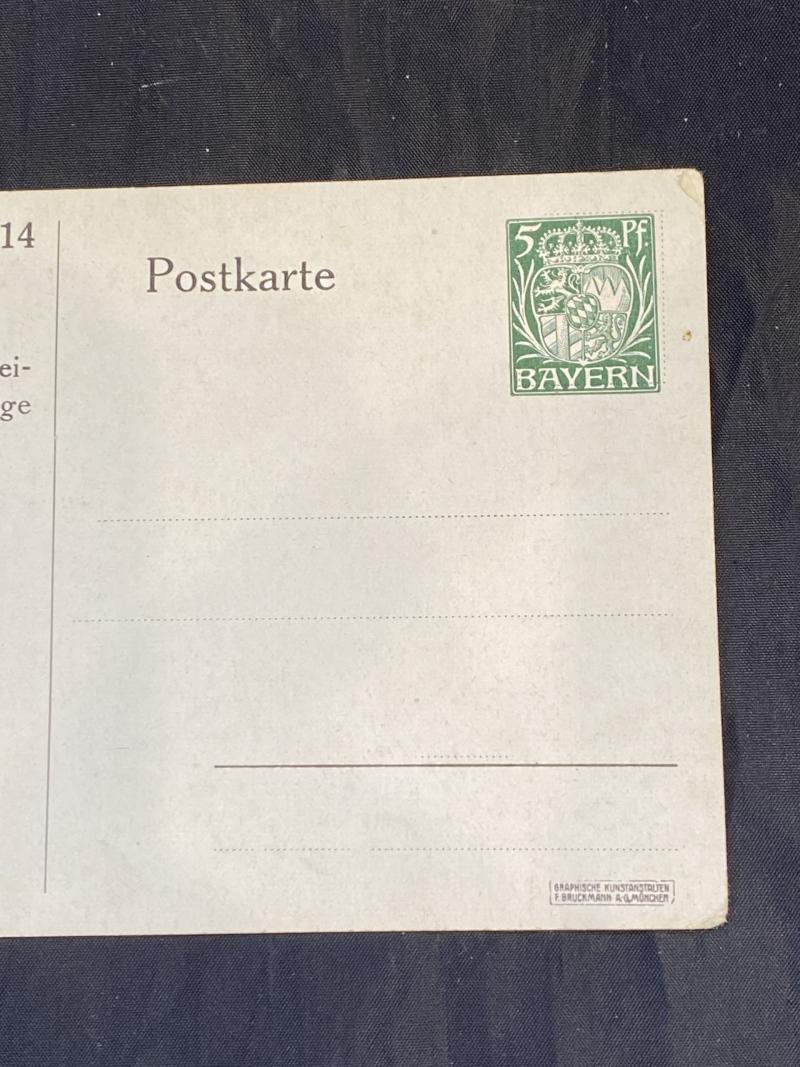 14
Postkarte
5 Pf.
BAYERN
ei-
ge
GRAPHISCHE KUNSTANSTALTEN
F. BRUCKMANN A.G. MÜNCHEN